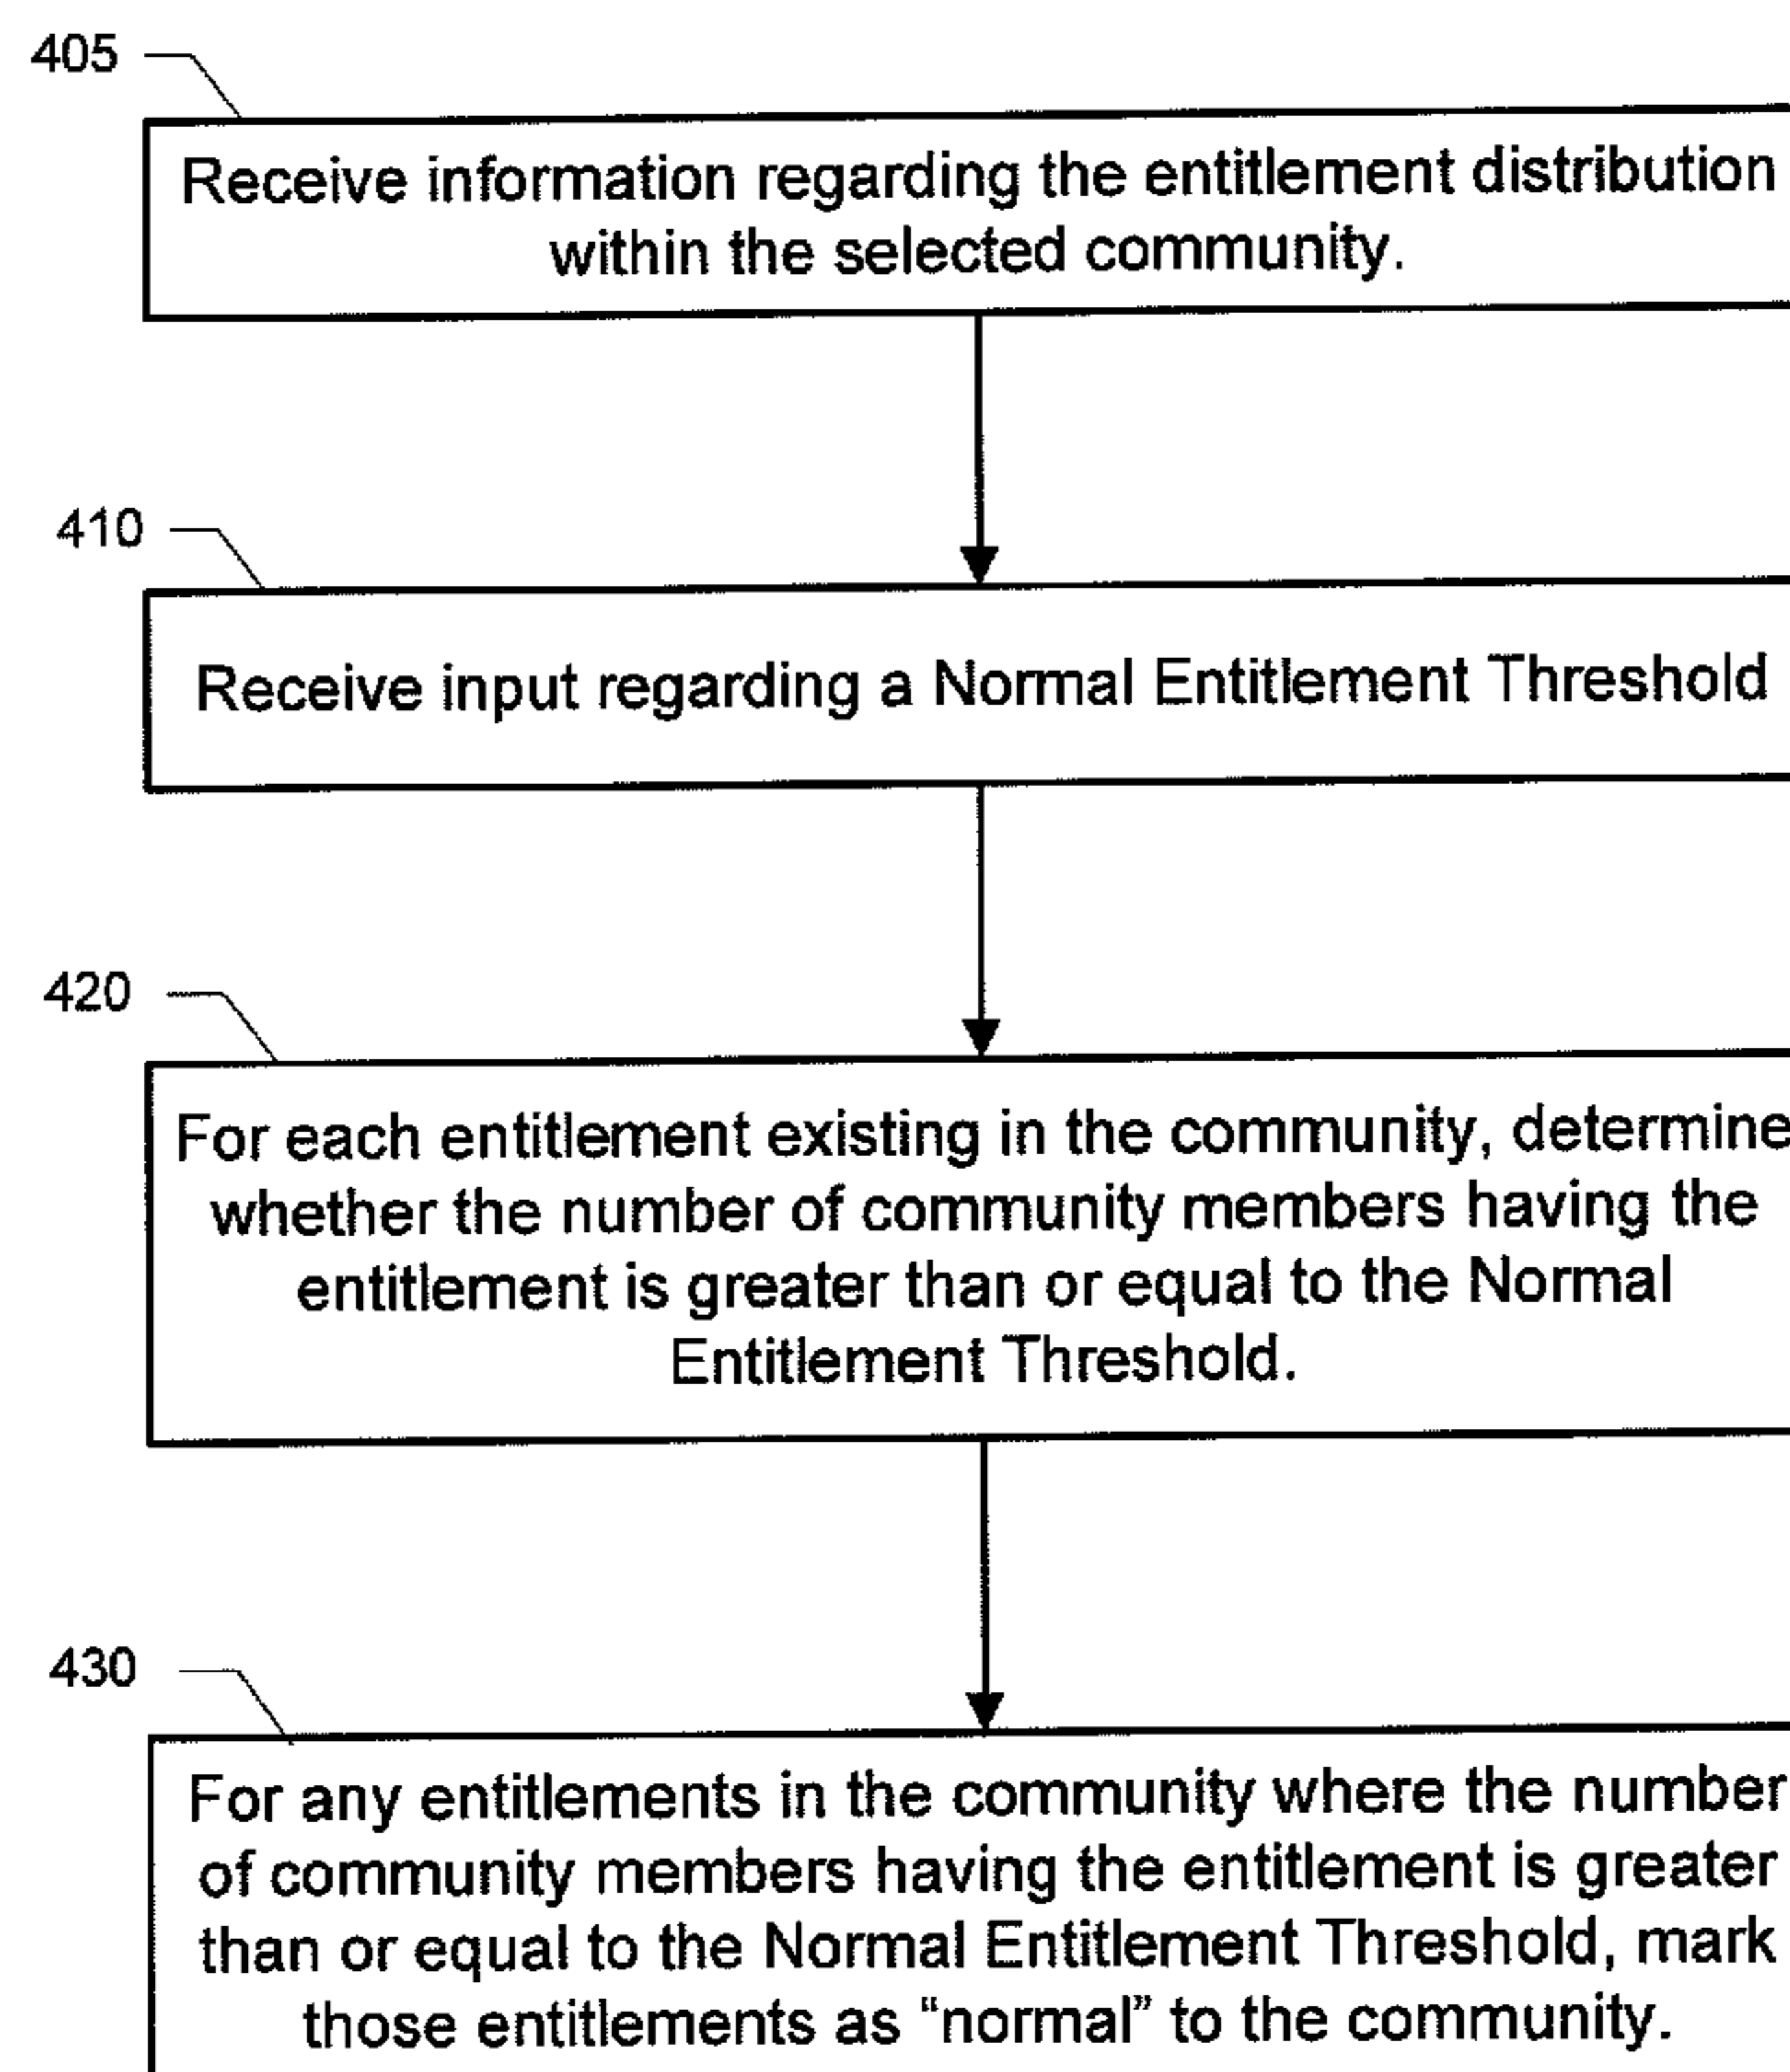 405
Receive information regarding the entitlement distribution
within the selected community.
410
Receive input regarding a Normal Entitlement Threshold
420
For each entitlement existing in the community, determine
whether the number of community members having the
entitlement is greater than or equal to the Normal
Entitlement Threshold.
430
For any entitlements in the community where the number
of community members having the entitlement is greater
than or equal to the Normal Entitlement Threshold, mark
those entitlements as “normal” to the community.